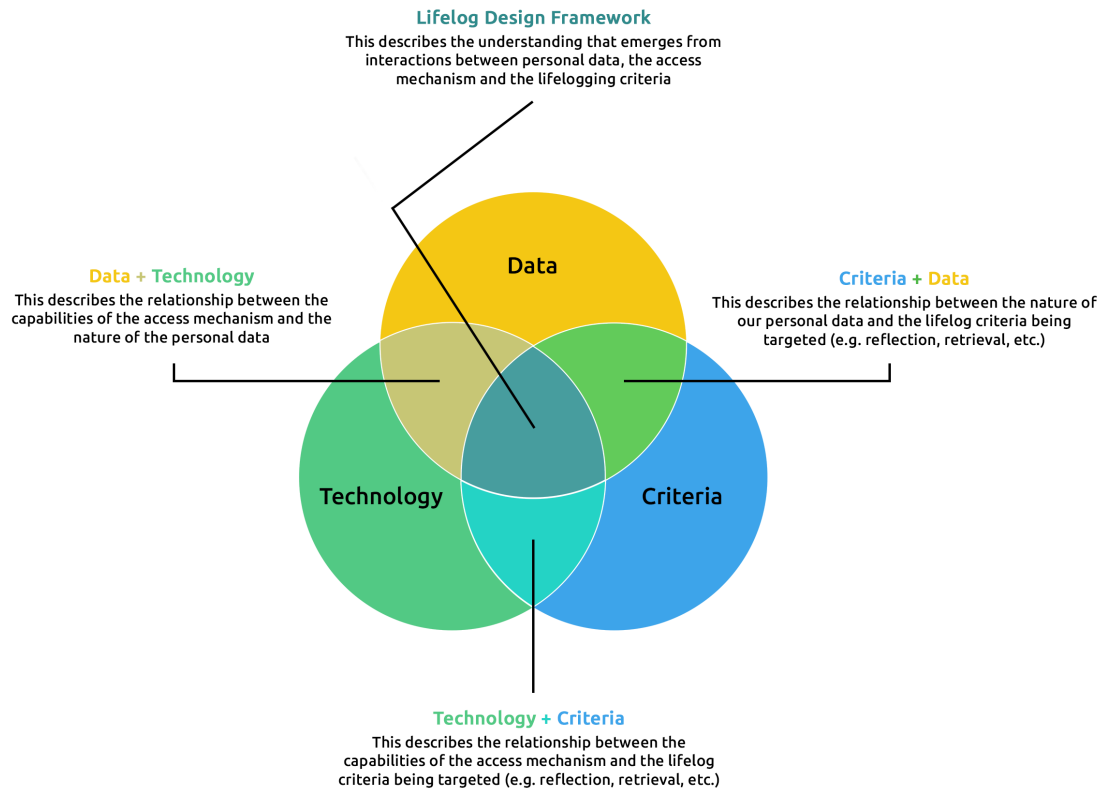 Lifelog Design Framework
This describes the understanding that emerges from
interactions between personal data, the access
mechanism and the lifelogging criteria
Data
Data + Technology
This describes the relationship between the
capabilities of the access mechanism and the
nature of the personal data
Criteria + Data
This describes the relationship between the nature of
our personal data and the lifelog criteria being
targeted (e.g. reflection, retrieval, etc.)
Technology
Criteria
Technology + Criteria
This describes the relationship between the
capabilities of the access mechanism and the lifelog
criteria being targeted (e.g. reflection, retrieval, etc.)